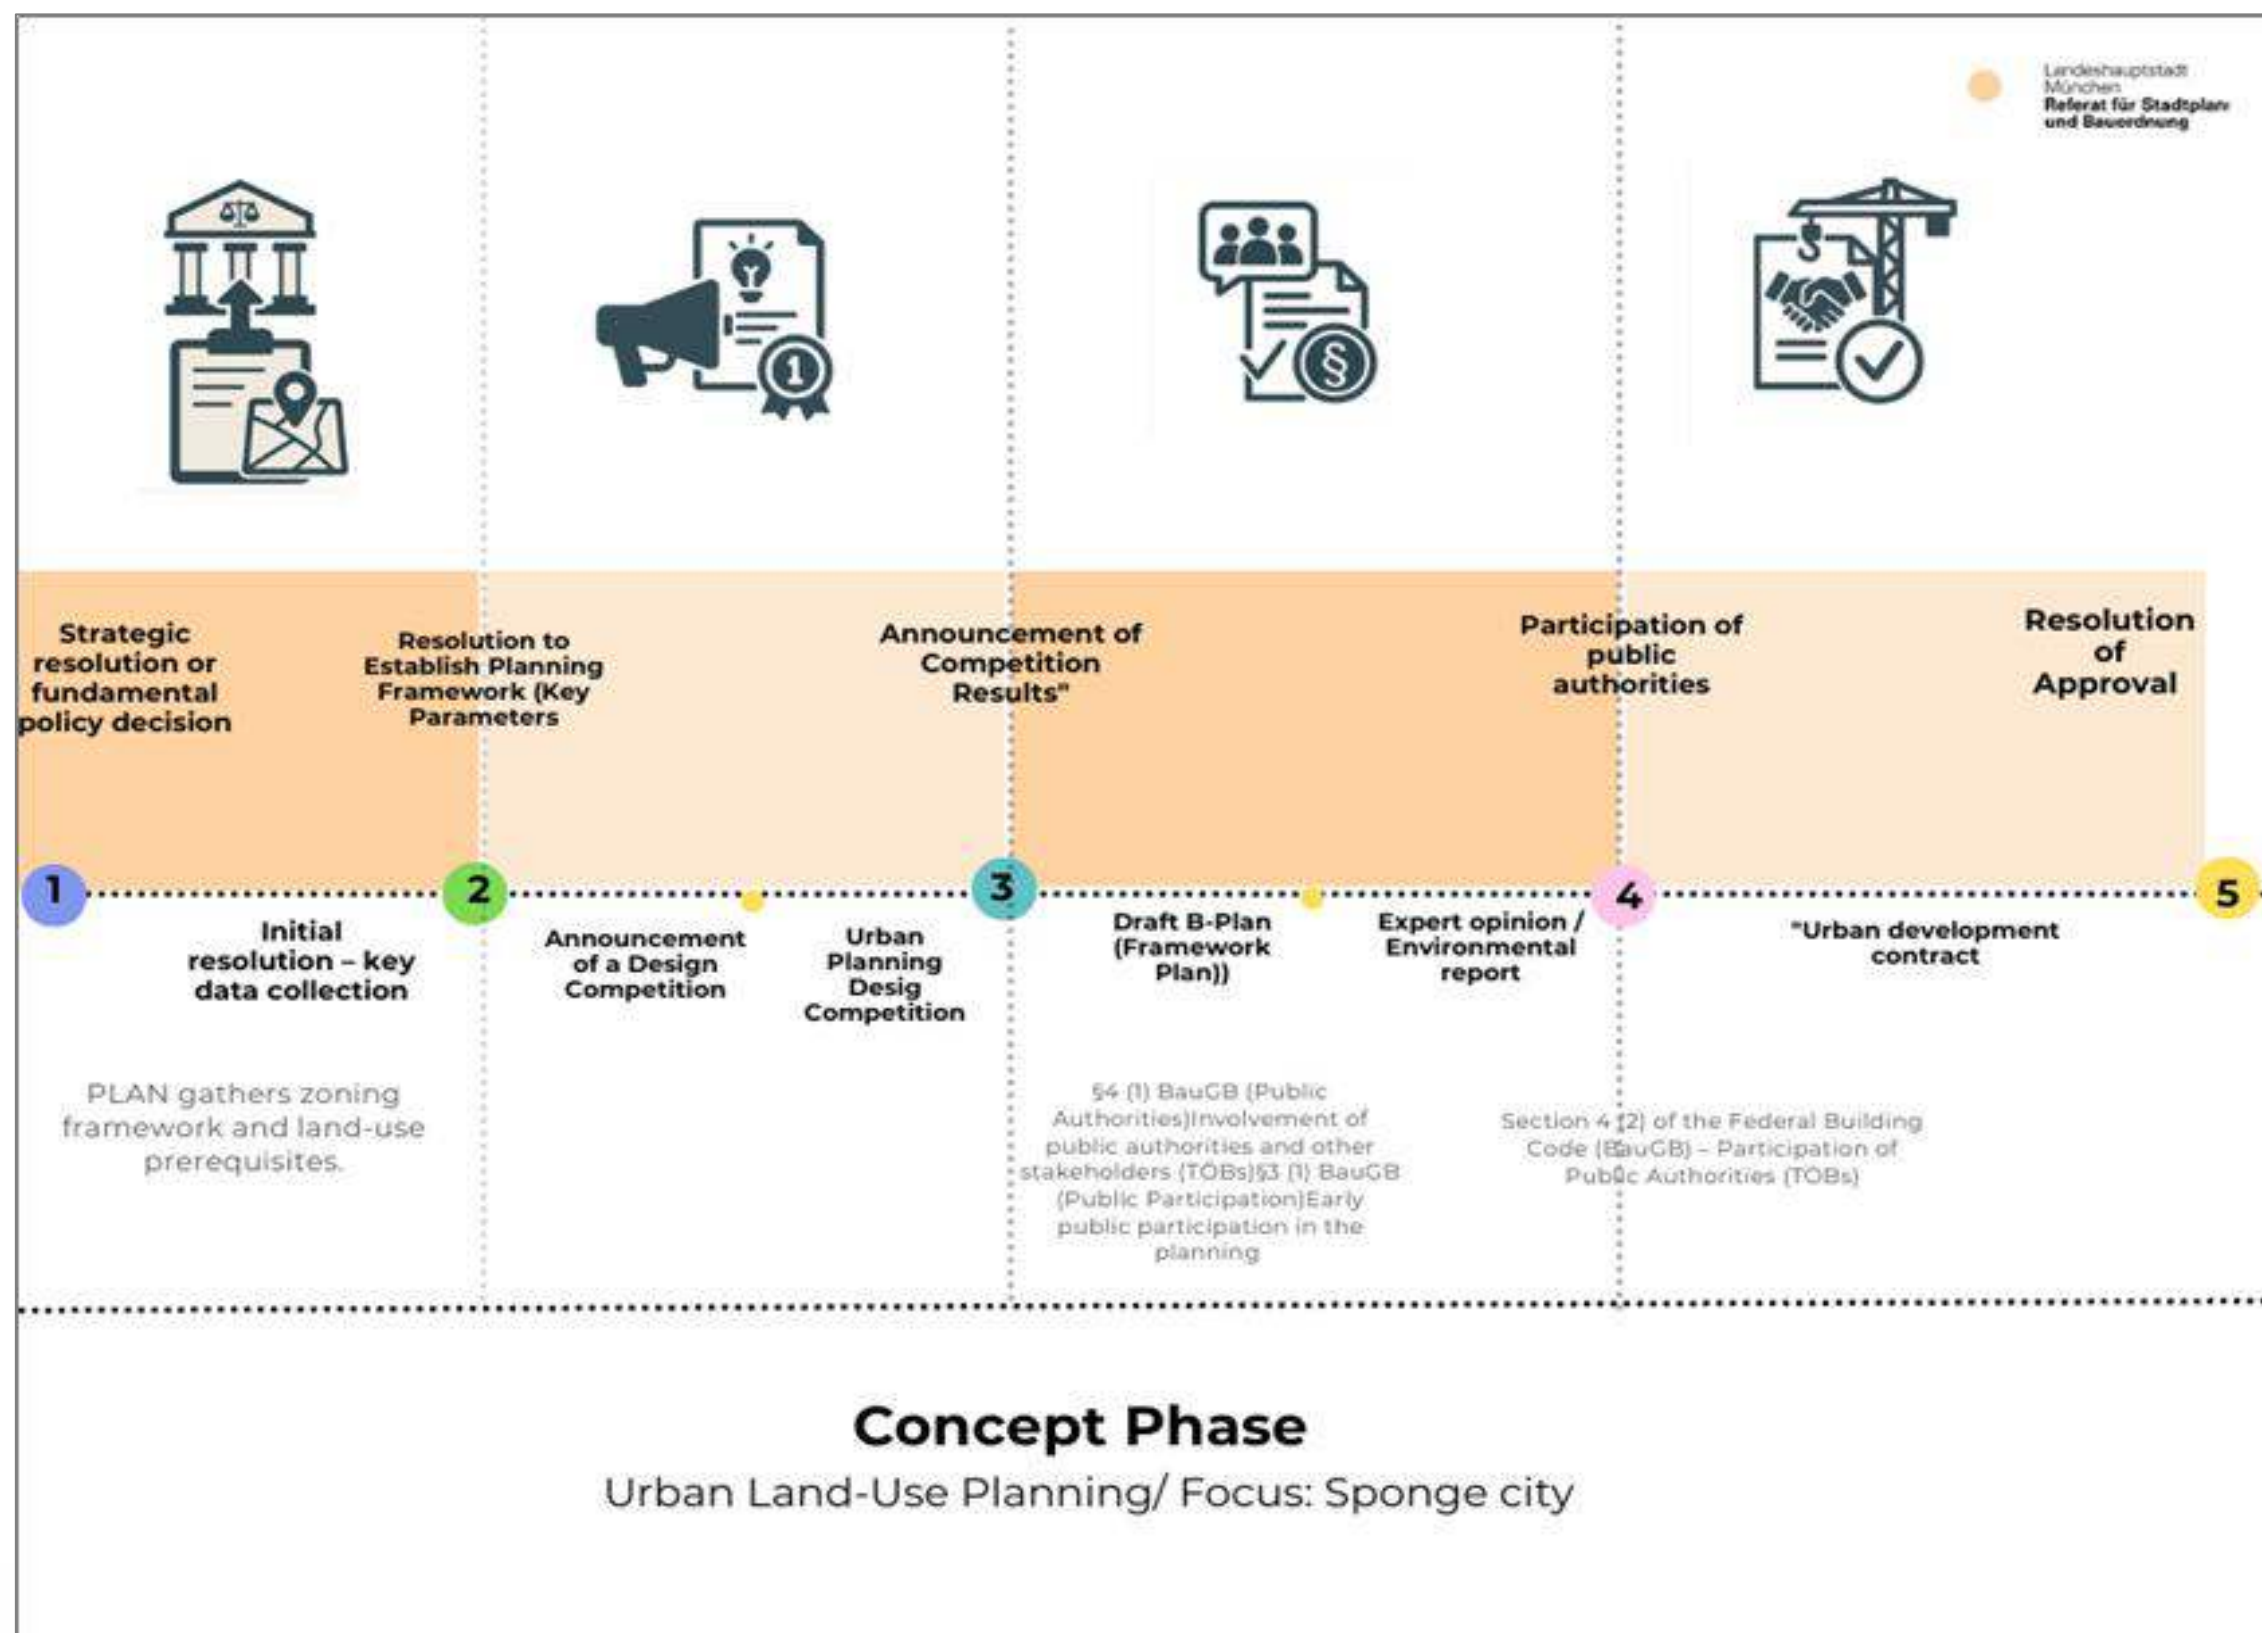 Landeshauptstadt
München
Referat für Stadtplan
und Bauordnung
1
§
Strategic
resolution or
fundamental
policy decision
Resolution to
Establish Planning
Framework (Key
Parameters
Announcement of
Competition
Results"
Participation of
public
authorities
Resolution
of
Approval
1
2
3
4
5
Initial
resolution – key
data collection
Announcement
of a Design
Competition
Urban
Planning
Desig
Competition
Draft B-Plan
(Framework
Plan))
Expert opinion /
Environmental
report
"Urban development
contract
PLAN gathers zoning
framework and land-use
prerequisites.
§4 (1) BauGB (Public
Authorities)Involvement of
public authorities and other
stakeholders (TOBs)§3 (1) BauGB
(Public Participation)Early
public participation in the
planning
Section 4 (2) of the Federal Building
Code (BauGB) – Participation of
Public Authorities (TOBs)
Concept Phase
Urban Land-Use Planning/ Focus: Sponge city